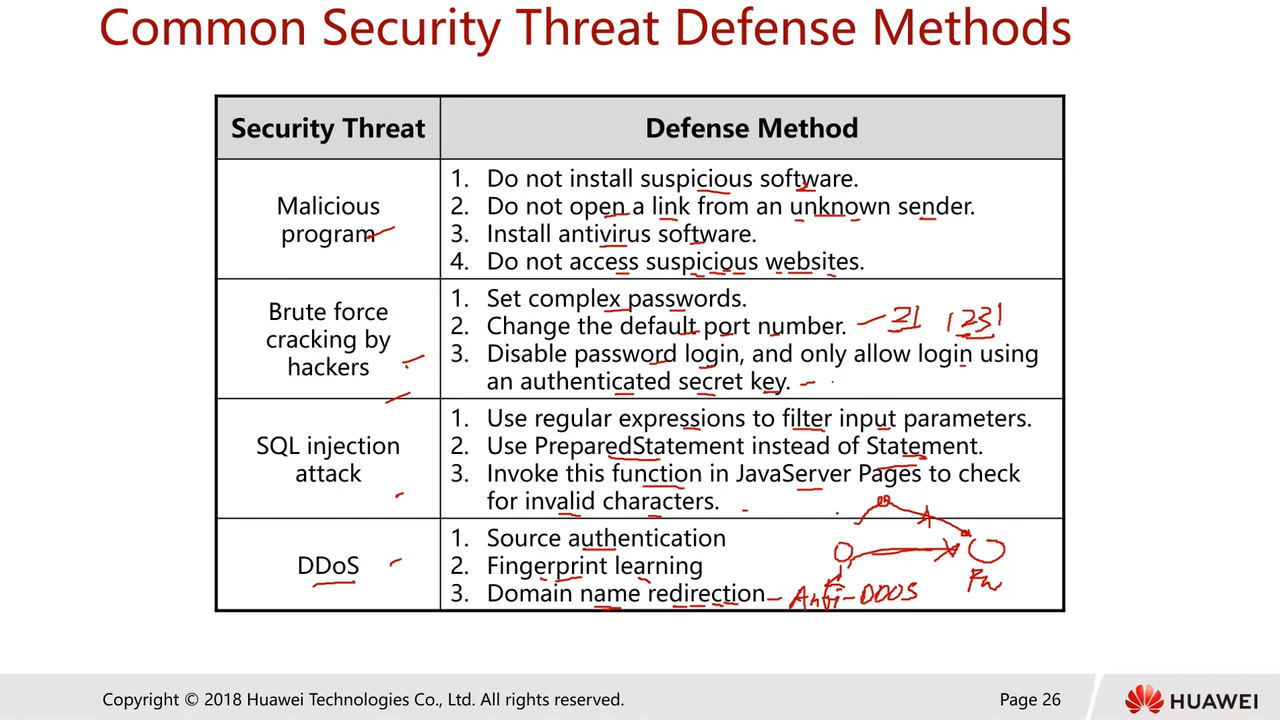 Common Security Threat Defense Methods
Security Threat
Defense Method
Malicious
program
1. Do not install suspicious software.
2. Do not open a link from an unknown sender.
3. Install antivirus software.
4. Do not access suspicious websites.
Brute force
cracking by
hackers
1. Set complex passwords.
2. Change the default port number.
21 1231
3. Disable password login, and only allow login using
an authenticated secret key.
SQL injection
attack
1. Use regular expressions to filter input parameters.
2. Use PreparedStatement instead of Statement.
3. Invoke this function in JavaServer Pages to check
for invalid characters.
DDoS
1. Source authentication
2. Fingerprint learning
3. Domain name redirection
Anti-DDOS
Copyright © 2018 Huawei Technologies Co., Ltd. All rights reserved.
Page 26
HUAWEI